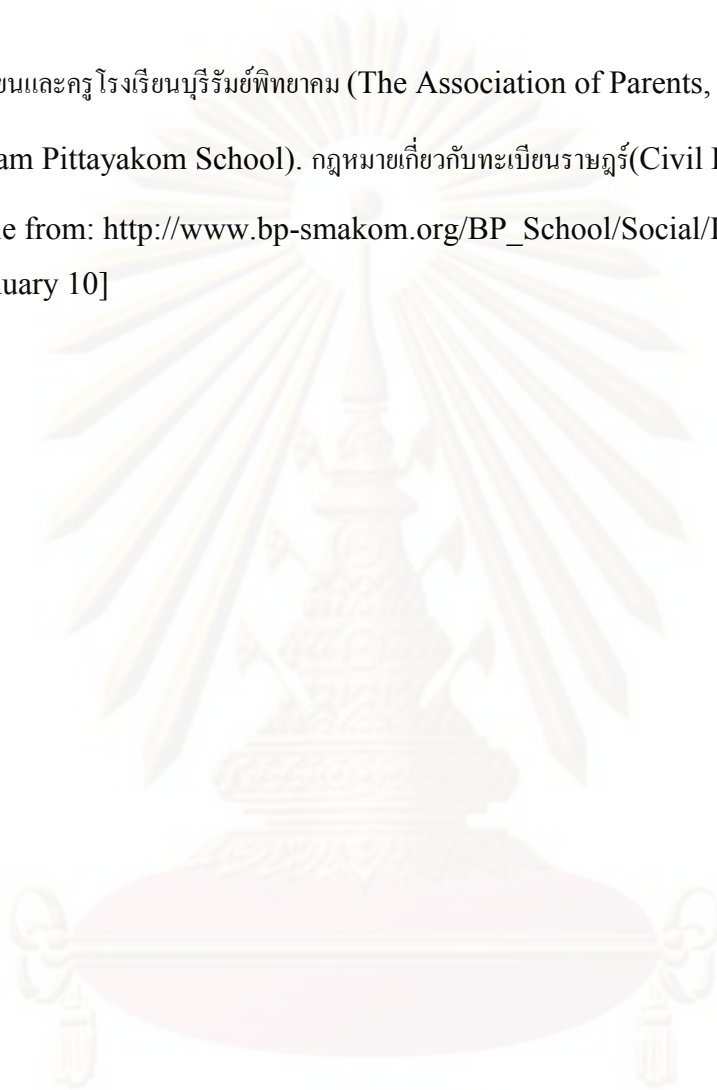 ยนและครู โรงเรียนบุรีรัมย์พิทยาคม (The Association of Parents,
am Pittayakom School). กฎหมายเกี่ยวกับทะเบียนราษฎร์(Civil
e from: http://www.bp-smakom.org/BP_School/Social/
uary 10]